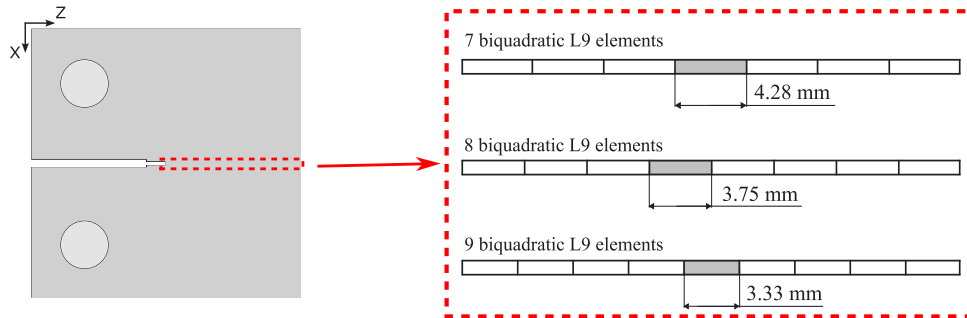 Z
X
7 biquadratic L9 elements
4.28 mm
8 biquadratic L9 elements
3.75 mm
9 biquadratic L9 elements
3.33 mm